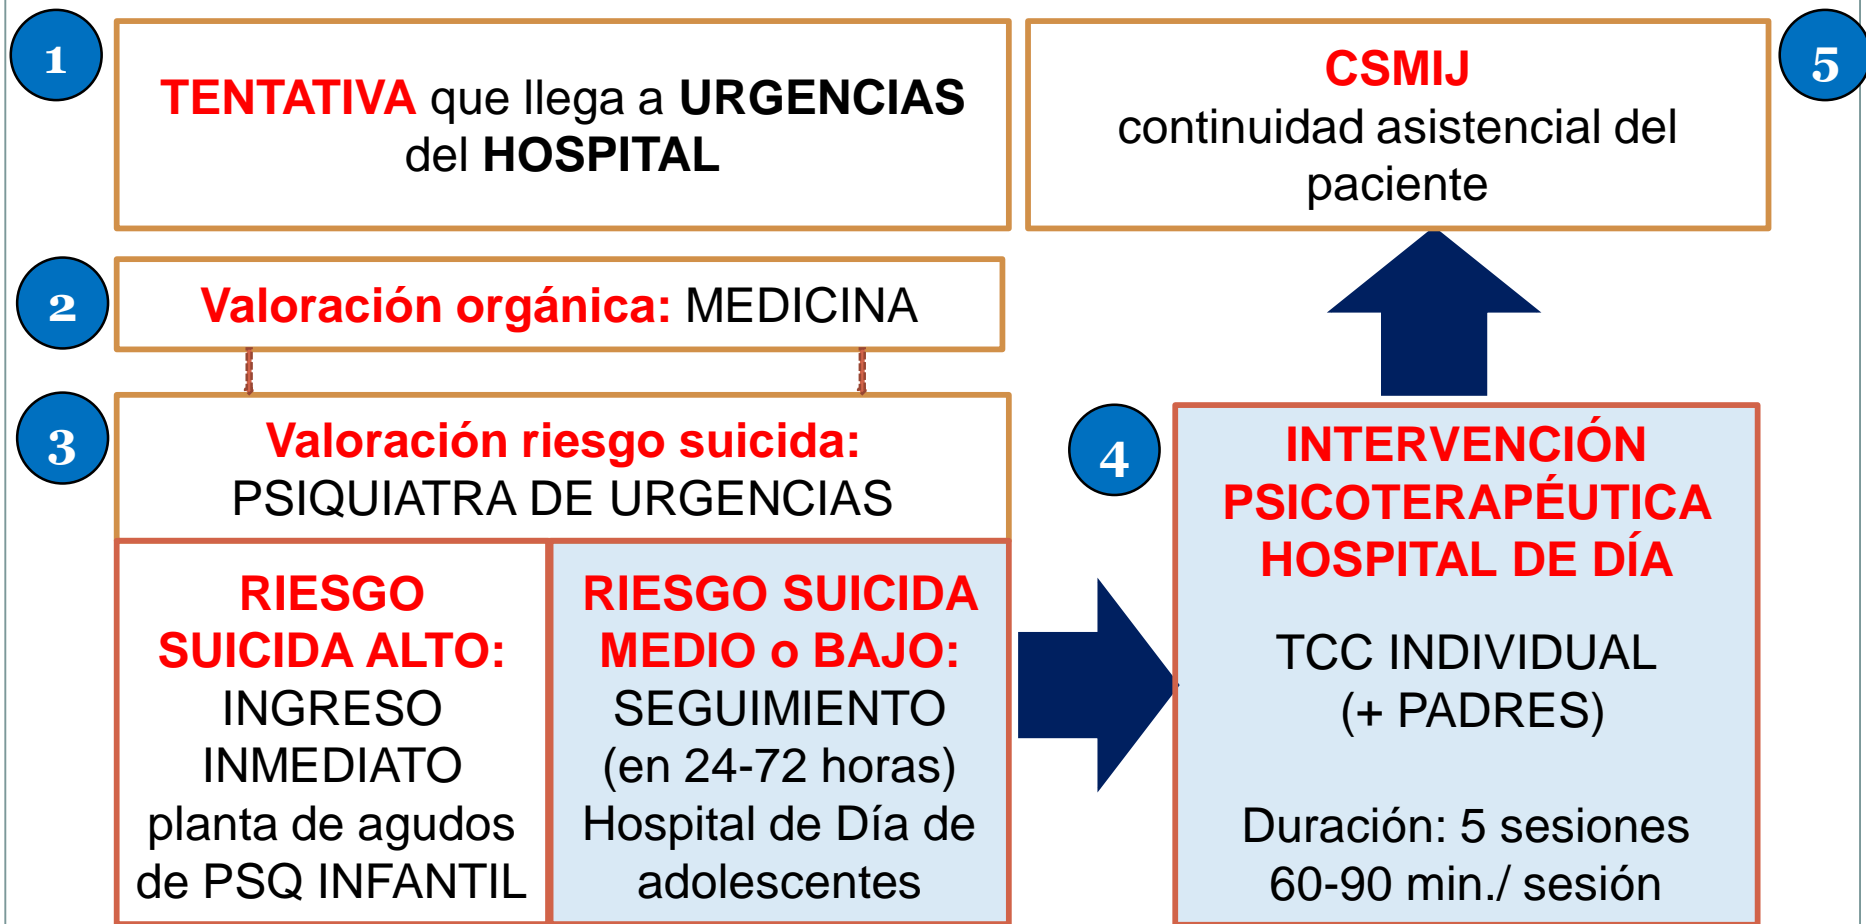 1
TENTATIVA que llega a URGENCIAS
del HOSPITAL
2
Valoración orgánica: MEDICINA
3
Valoración riesgo suicida:
PSIQUIATRA DE URGENCIAS
RIESGO
SUICIDA ALTO:
INGRESO
INMEDIATO
planta de agudos
de PSQ INFANTIL
RIESGO SUICIDA
MEDIO o BAJO:
SEGUIMIENTO
(en 24-72 horas)
Hospital de Día de
adolescentes
4
INTERVENCIÓN
PSICOTERAPÉUTICA
HOSPITAL DE DÍA
TCC INDIVIDUAL
(+ PADRES)
Duración: 5 sesiones
60-90 min./ sesión
5
CSMIJ
continuidad asistencial del
paciente